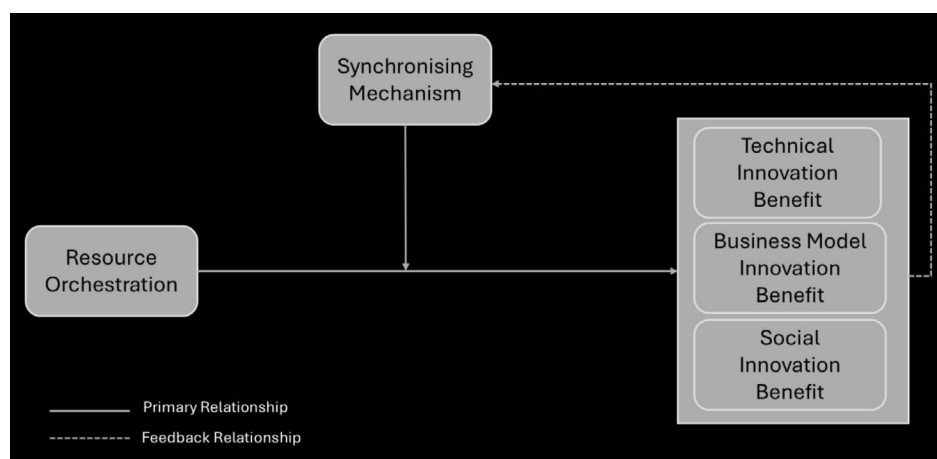 Synchronising
Mechanism
Technical
Innovation
Benefit
Business Model
Innovation
Benefit
Social
Innovation
Benefit
Resource
Orchestration
Primary Relationship
Feedback Relationship